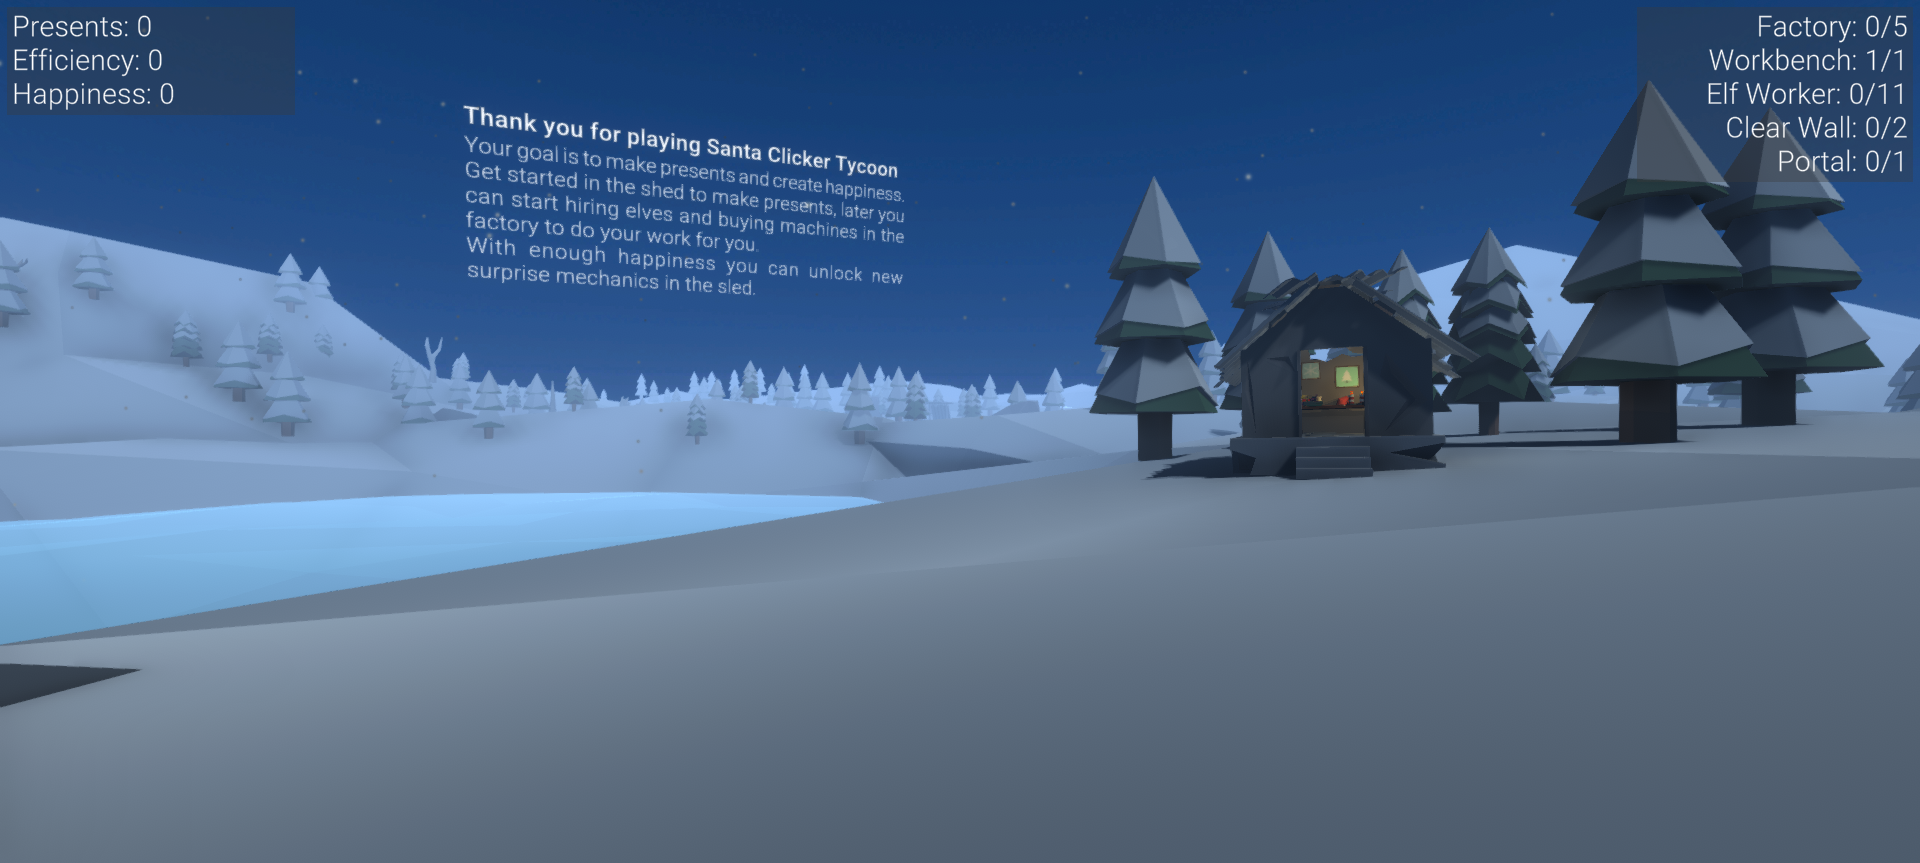 Presents: 0
Efficiency: 0
Happiness: 0
Thank you for playing Santa Clicker Tycoon
Your goal is to make presents and create happiness.
Get started in the shed to make presents, later you
can start hiring elves and buying machines in the
factory to do your work for you.
With enough happiness you can unlock new
surprise mechanics in the sled.
Factory: 0/5
Workbench: 1/1
Elf Worker: 0/11
Clear Wall: 0/2
Portal: 0/1